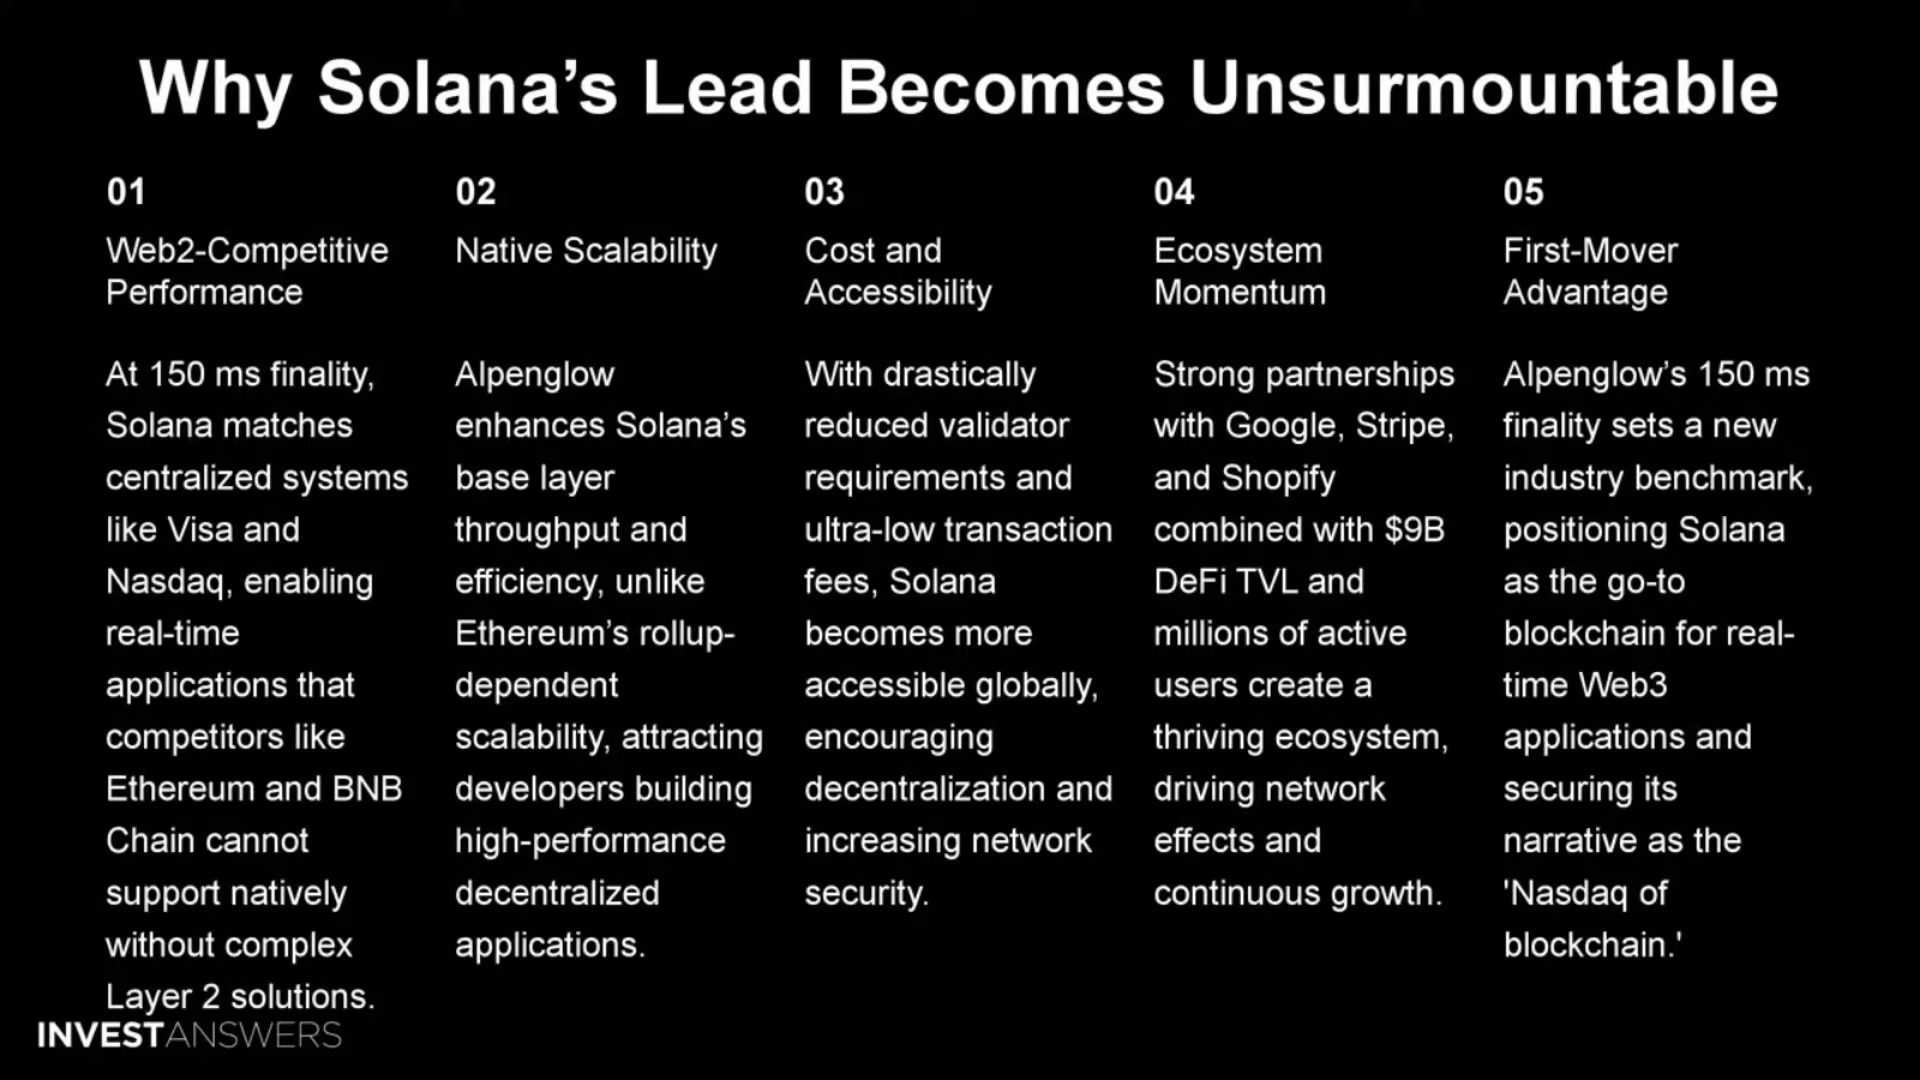 Why Solana’s Lead Becomes Unsurmountable
01
Web2-Competitive
Performance
At 150 ms finality,
Solana matches
centralized systems
like Visa and
Nasdaq, enabling
real-time
applications that
competitors like
Ethereum and BNB
Chain cannot
support natively
without complex
Layer 2 solutions.
02
Native Scalability
Alpenglow
enhances Solana’s
base layer
throughput and
efficiency, unlike
Ethereum’s rollup-
dependent
scalability, attracting
developers building
high-performance
decentralized
applications.
03
Cost and
Accessibility
With drastically
reduced validator
requirements and
ultra-low transaction
fees, Solana
becomes more
accessible globally,
encouraging
decentralization and
increasing network
security.
04
Ecosystem
Momentum
Strong partnerships
with Google, Stripe,
and Shopify
combined with $9B
DeFi TVL and
millions of active
users create a
thriving ecosystem,
driving network
effects and
continuous growth.
05
First-Mover
Advantage
Alpenglow’s 150 ms
finality sets a new
industry benchmark,
positioning Solana
as the go-to
blockchain for real-
time Web3
applications and
securing its
narrative as the
'Nasdaq of
blockchain.'
INVESTANSWERS